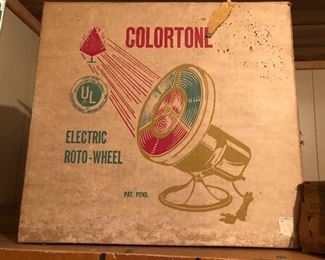 COLORTONE
UL
ELECTRIC
ROTO-WHEEL
PAT. PEND.